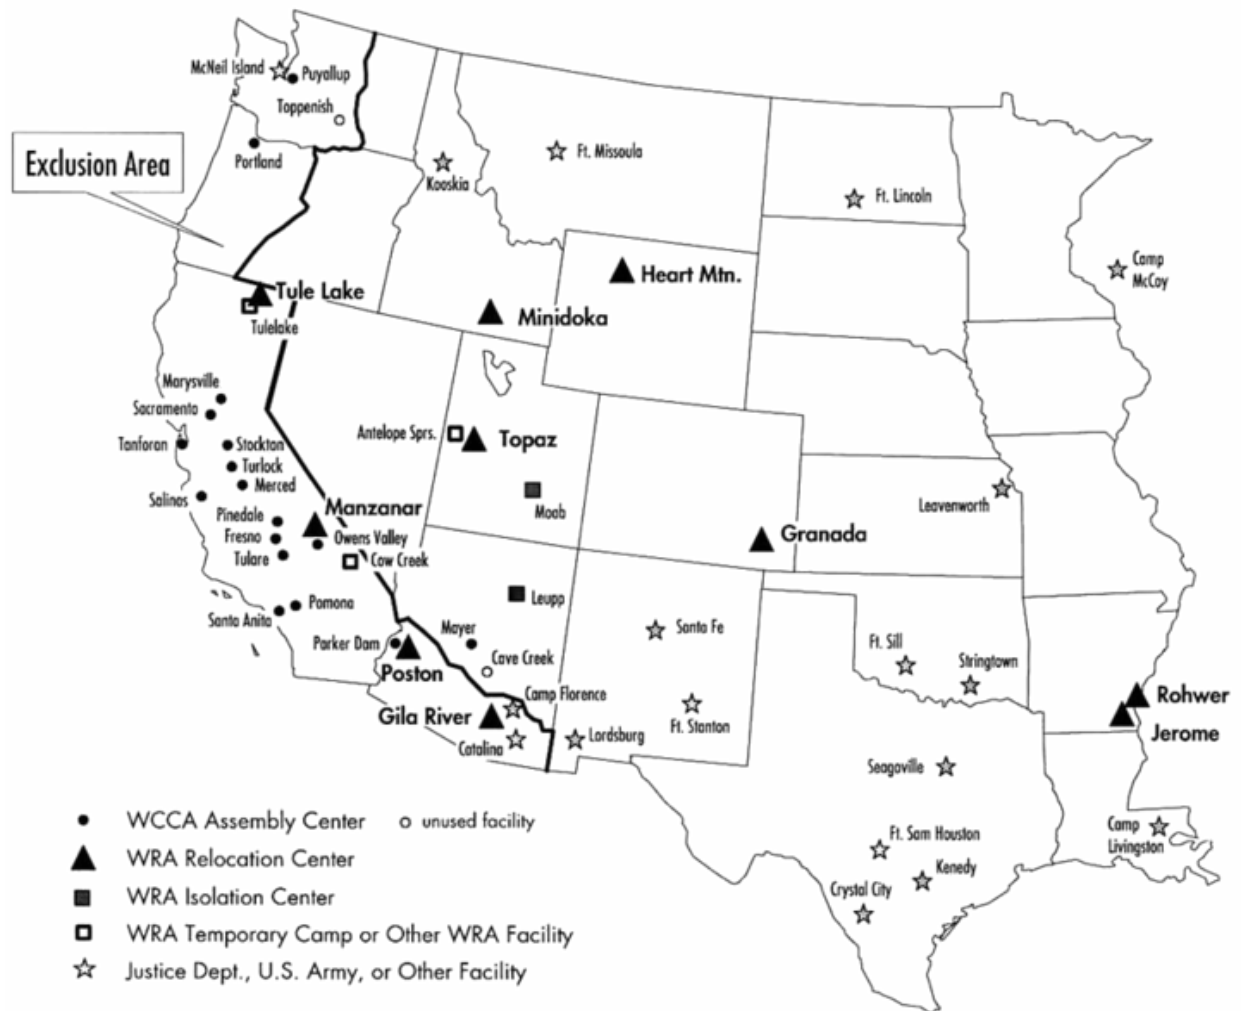 McNeil Island
Puyallup
Toppenish
Portland
Exclusion Area
Kooskia
Ft. Missoula
Ft. Lincoln
Camp
McCoy
Heart Mtn.
Tule Lake
Tulelake
Minidoka
Marysville
Sacramento
Tanforan
Stockton
Turlock
Merced
Salinas
Pinedale
Fresno
Tulare
Antelope Sprs.
Topaz
Moab
Leavenworth
Manzanar
Owens Valley
Cow Creek
Granada
Leupp
Pomona
Santa Anita
Parker Dam
Mayer
Poston
Cave Creek
Santa Fe
Ft. Sill
Stringtown
Camp Florence
Gila River
Catalina
Lordsburg
Ft. Stanton
Rohwer
Jerome
Seagoville
Ft. Sam Houston
Kenedy
Crystal City
Camp
Livingston
WCCA Assembly Center
unused facility
WRA Relocation Center
WRA Isolation Center
WRA Temporary Camp or Other WRA Facility
Justice Dept., U.S. Army, or Other Facility